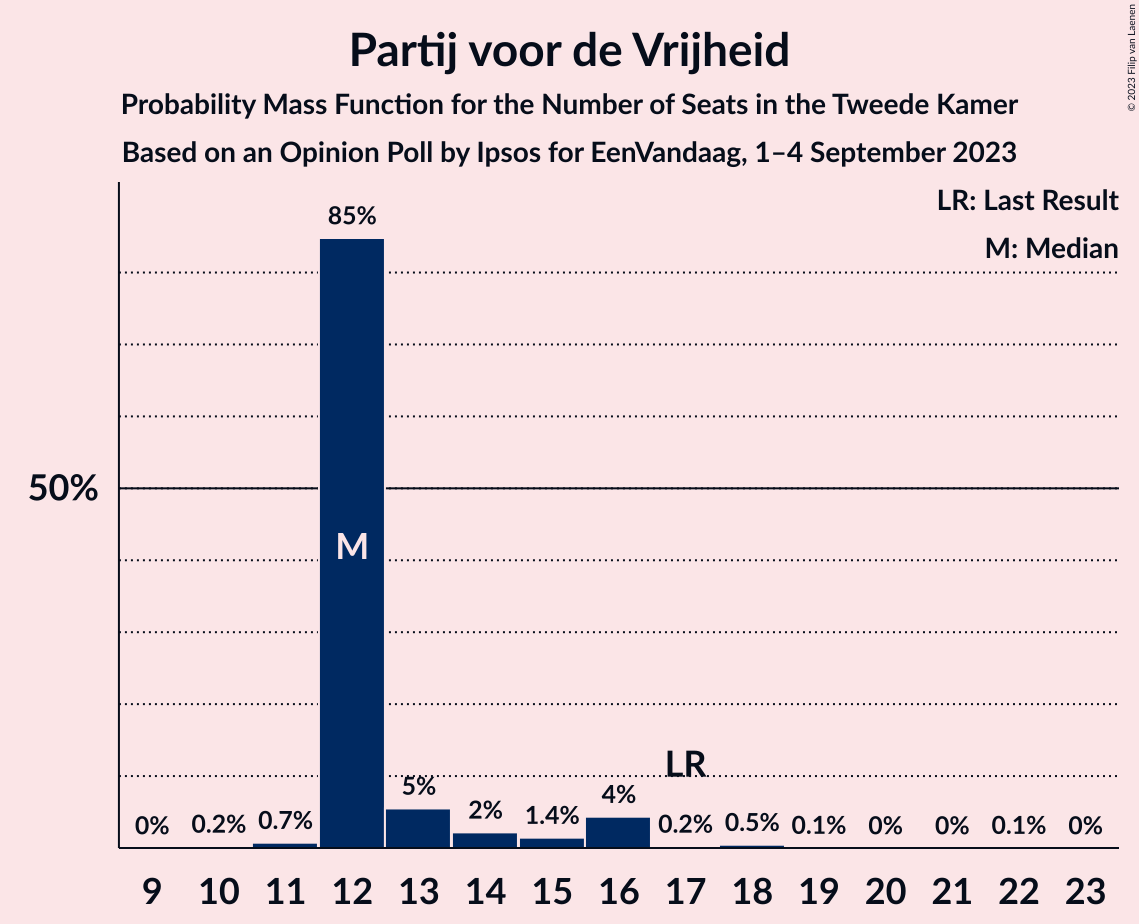 Partij voor de Vrijheid
Probability Mass Function for the Number of Seats in the Tweede Kamer
Based on an Opinion Poll by Ipsos for EenVandaag, 1–4 September 2023
© 2023 Filip van Laenen
LR: Last Result
M: Median
85%
50%
M
LR
0% 0.2% 0.7% 5% 2% 1.4% 4% 0.2% 0.5% 0.1% 0% 0% 0.1% 0%
9 10 11 12 13 14 15 16 17 18 19 20 21 22 23